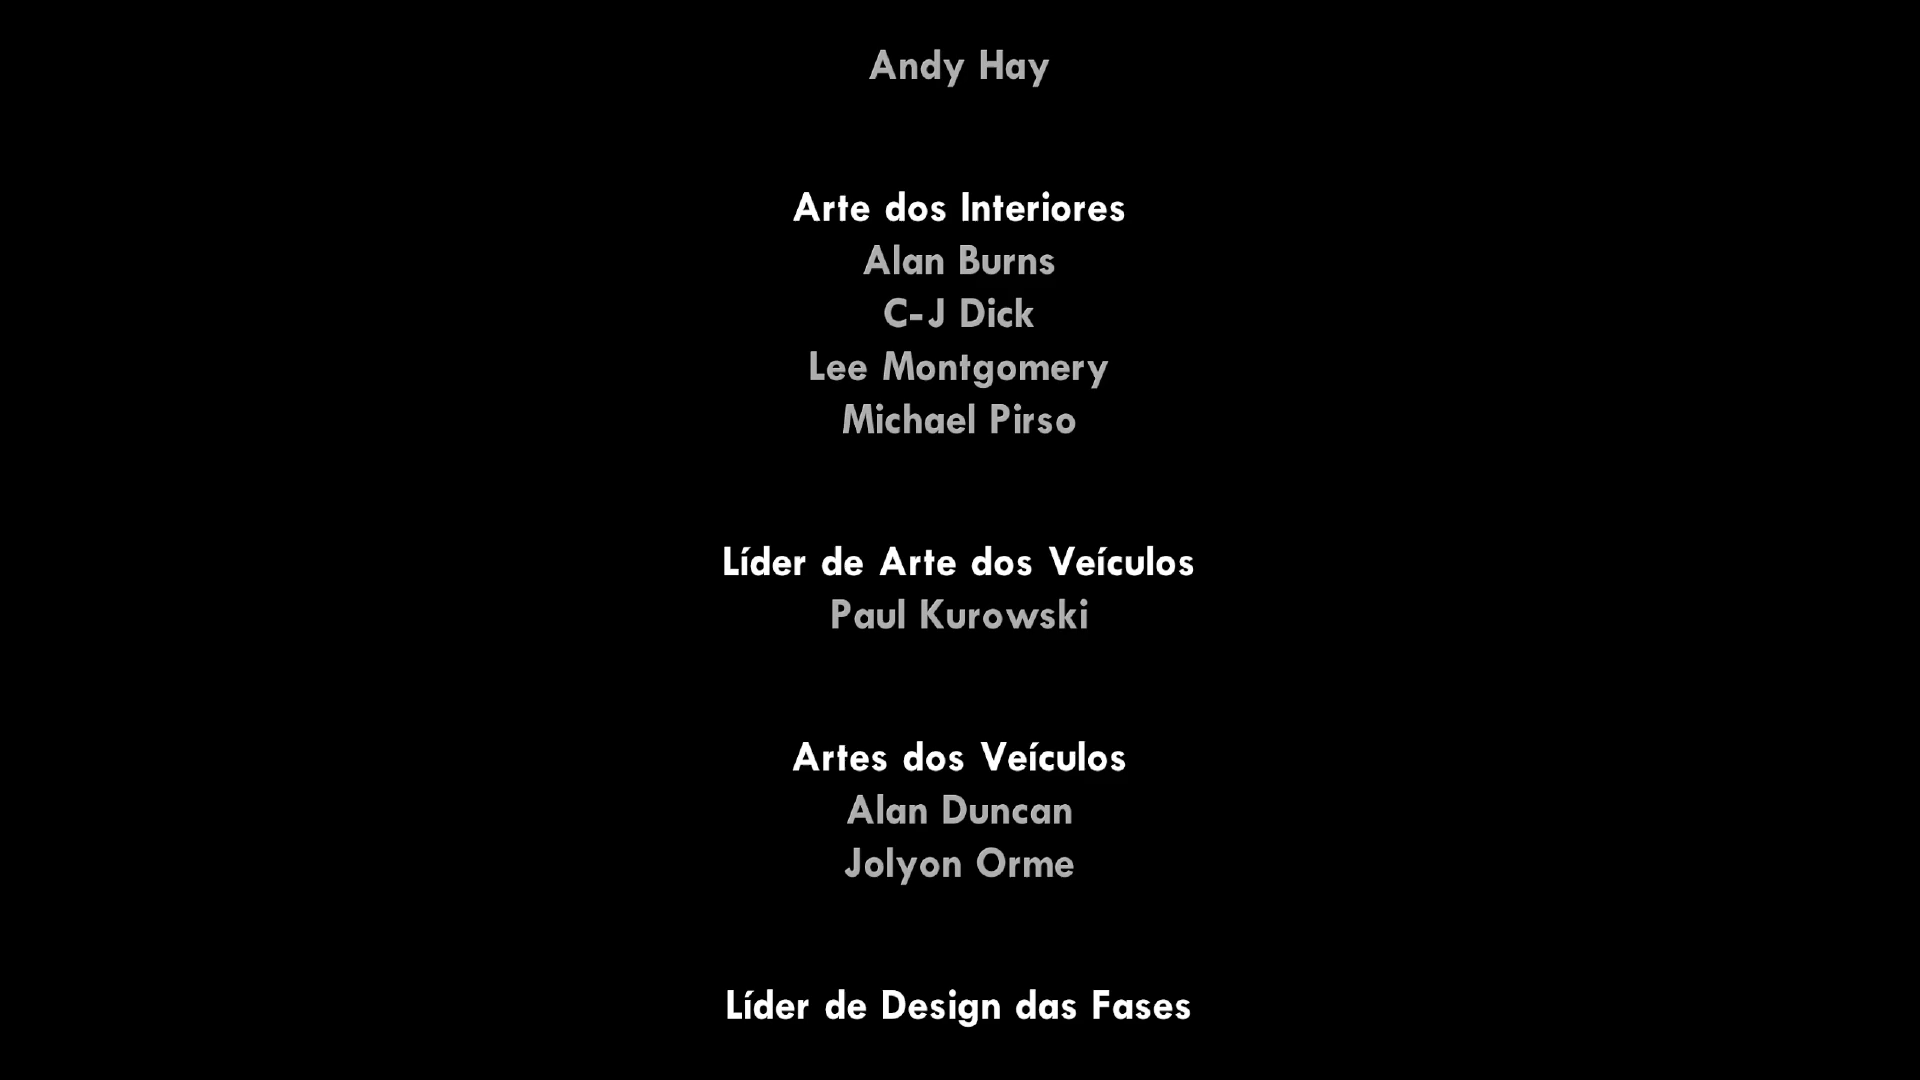 Andy Hay
Arte dos Interiores
Alan Burns
C-J Dick
Lee Montgomery
Michael Pirso
Líder de Arte dos Veículos
Paul Kurowski
Artes dos Veículos
Alan Duncan
Jolyon Orme
Líder de Design das Fases